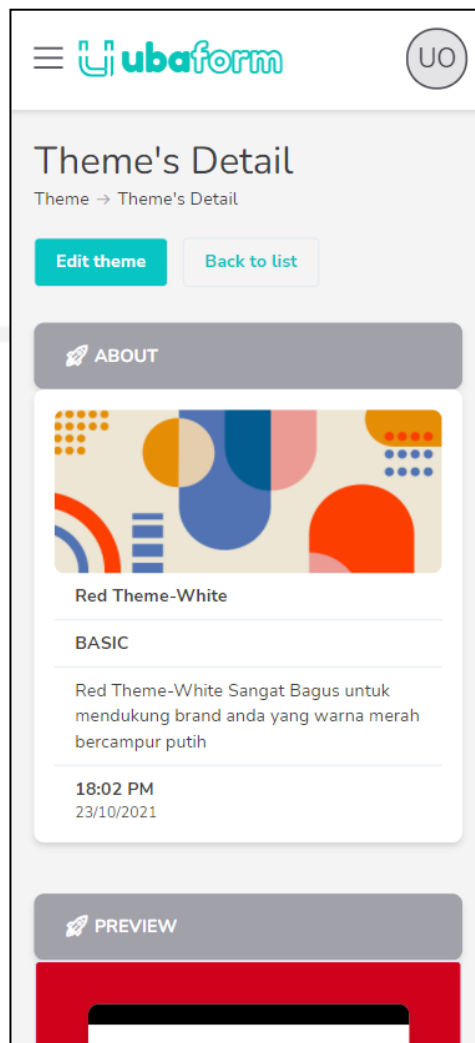 ubaform
UO
Theme's Detail
Theme → Theme's Detail
Edit theme
Back to list
ABOUT
Red Theme-White
BASIC
Red Theme-White Sangat Bagus untuk
mendukung brand anda yang warna merah
bercampur putih
18:02 PM
23/10/2021
PREVIEW